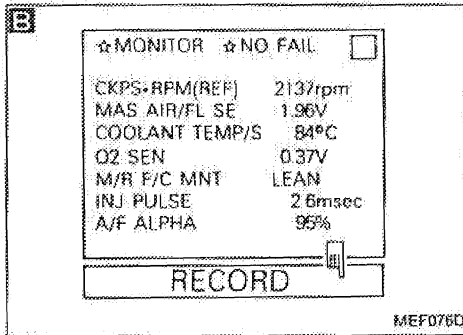 B
☆MONITOR ☆NO FAIL
CKPS•RPM(REF) 2137rpm
MAS AIR/FL SE 1.96V
COOLANT TEMP/S 84°C
O2 SEN 0.37V
M/R F/C MNT LEAN
INJ PULSE 2.6msec
A/F ALPHA 95%
RECORD
MEF076D